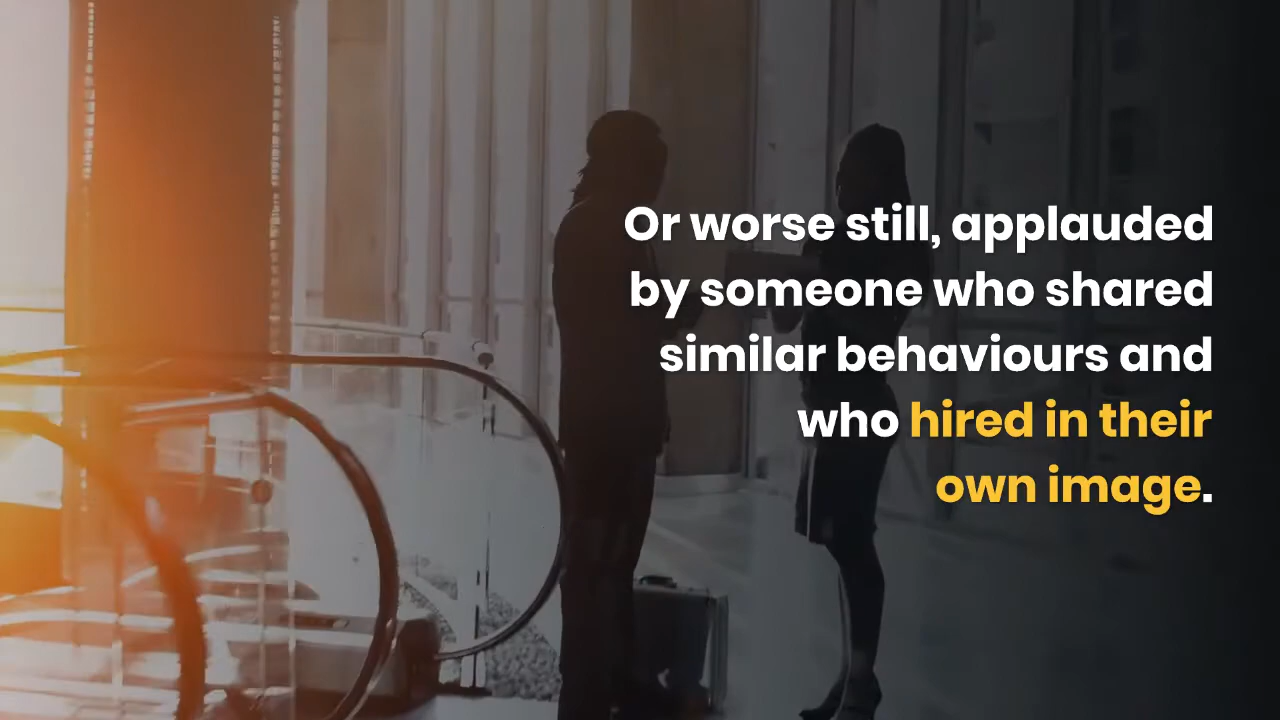 Or worse still, applauded
by someone who shared
similar behaviours and
who hired in their
own image.